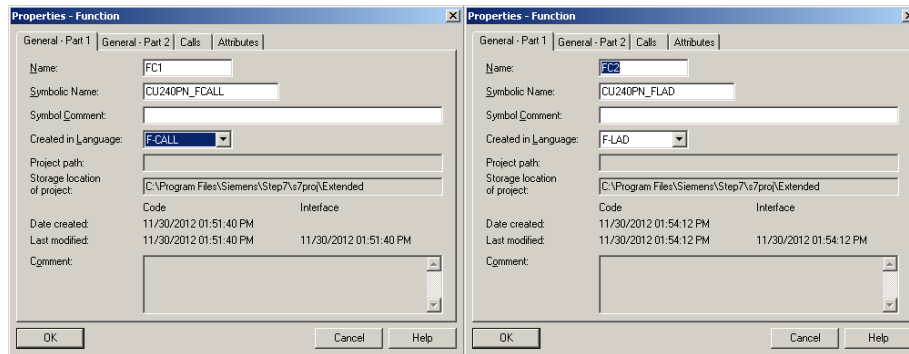 Properties - Function
General - Part 1 General - Part 2 Calls Attributes
Name: FC1
Symbolic Name: CU240PN_FCALL
Symbol Comment:
Created in Language: F-CALL
Project path:
Storage location
of project: C:\Program Files\Siemens\Step7\s7proj\Extended
Code Interface
Date created: 11/30/2012 01:51:40 PM
Last modified: 11/30/2012 01:51:40 PM 11/30/2012 01:51:40 PM
Comment:
OK Cancel Help
Properties - Function
General - Part 1 General - Part 2 Calls Attributes
Name: FC2
Symbolic Name: CU240PN_FLAD
Symbol Comment:
Created in Language: F-LAD
Project path:
Storage location
of project: C:\Program Files\Siemens\Step7\s7proj\Extended
Code Interface
Date created: 11/30/2012 01:54:12 PM
Last modified: 11/30/2012 01:54:12 PM 11/30/2012 01:54:12 PM
Comment:
OK Cancel Help